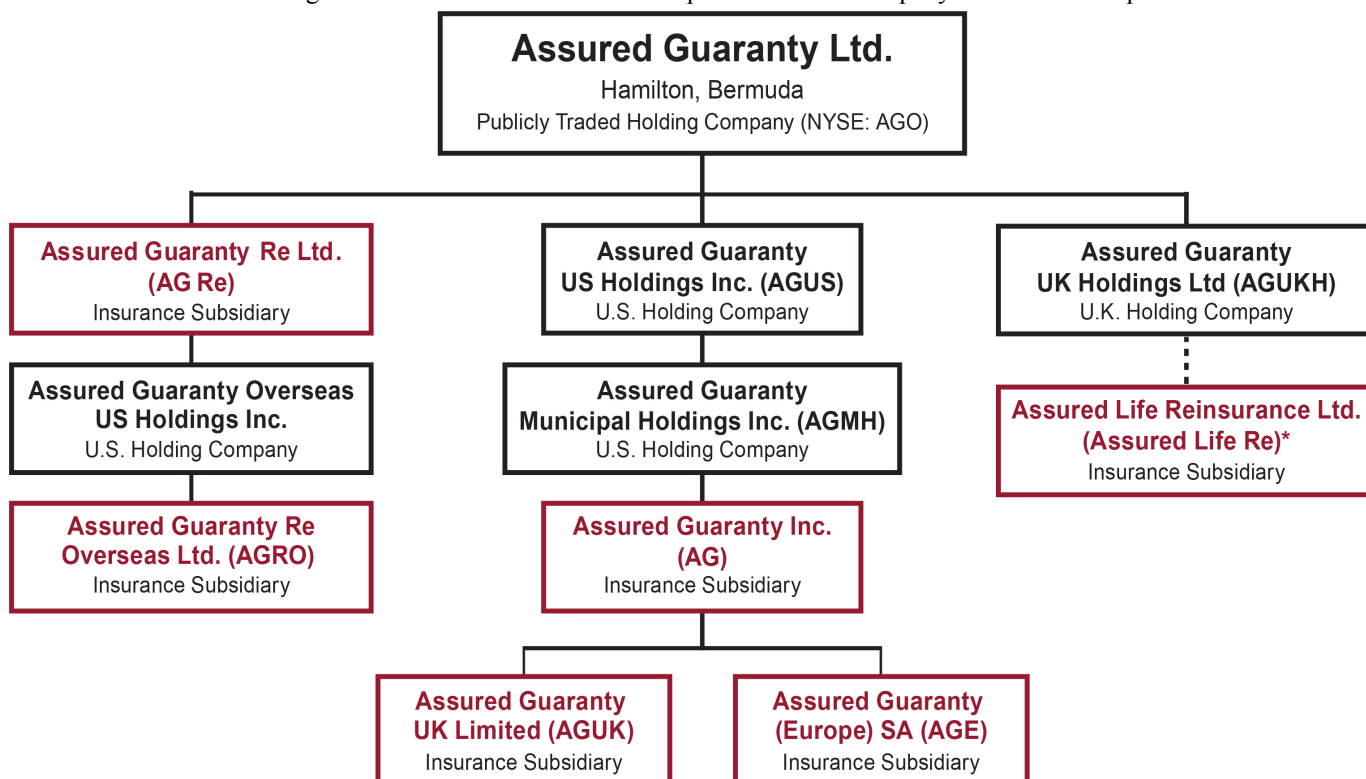 Assured Guaranty Ltd.
Hamilton, Bermuda
Publicly Traded Holding Company (NYSE: AGO)
Assured Guaranty Re Ltd.
(AG Re)
Insurance Subsidiary
Assured Guaranty
US Holdings Inc. (AGUS)
U.S. Holding Company
Assured Guaranty
UK Holdings Ltd (AGUKH)
U.K. Holding Company
Assured Guaranty Overseas
US Holdings Inc.
U.S. Holding Company
Assured Guaranty
Municipal Holdings Inc. (AGMH)
U.S. Holding Company
Assured Life Reinsurance Ltd.
(Assured Life Re)*
Insurance Subsidiary
Assured Guaranty Re
Overseas Ltd. (AGRO)
Insurance Subsidiary
Assured Guaranty Inc.
(AG)
Insurance Subsidiary
Assured Guaranty
UK Limited (AGUK)
Insurance Subsidiary
Assured Guaranty
(Europe) SA (AGE)
Insurance Subsidiary